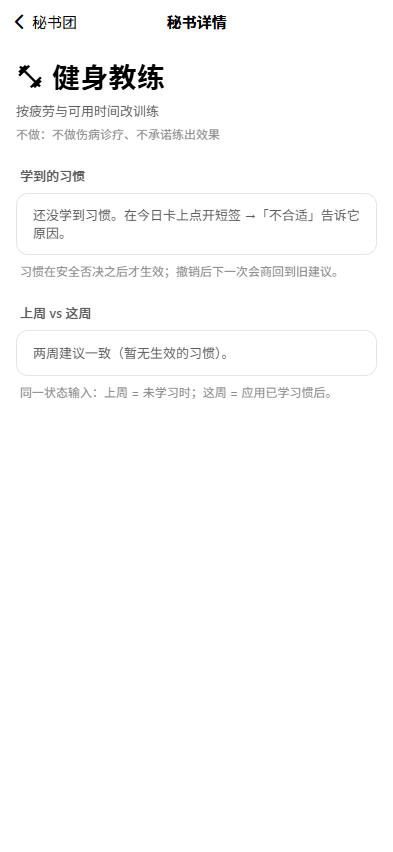 秘书团
秘书详情
健身教练
按疲劳与可用时间改训练
不做：不做伤病诊疗、不承诺练出效果
学到的习惯
还没学到习惯。在今日卡上点开短签 →「不合适」告诉它
原因。
习惯在安全否决之后才生效；撤销后下一次会商回到旧建议。
上周 vs 这周
两周建议一致（暂无生效的习惯）。
同一状态输入：上周 = 未学习时；这周 = 应用已学习惯后。